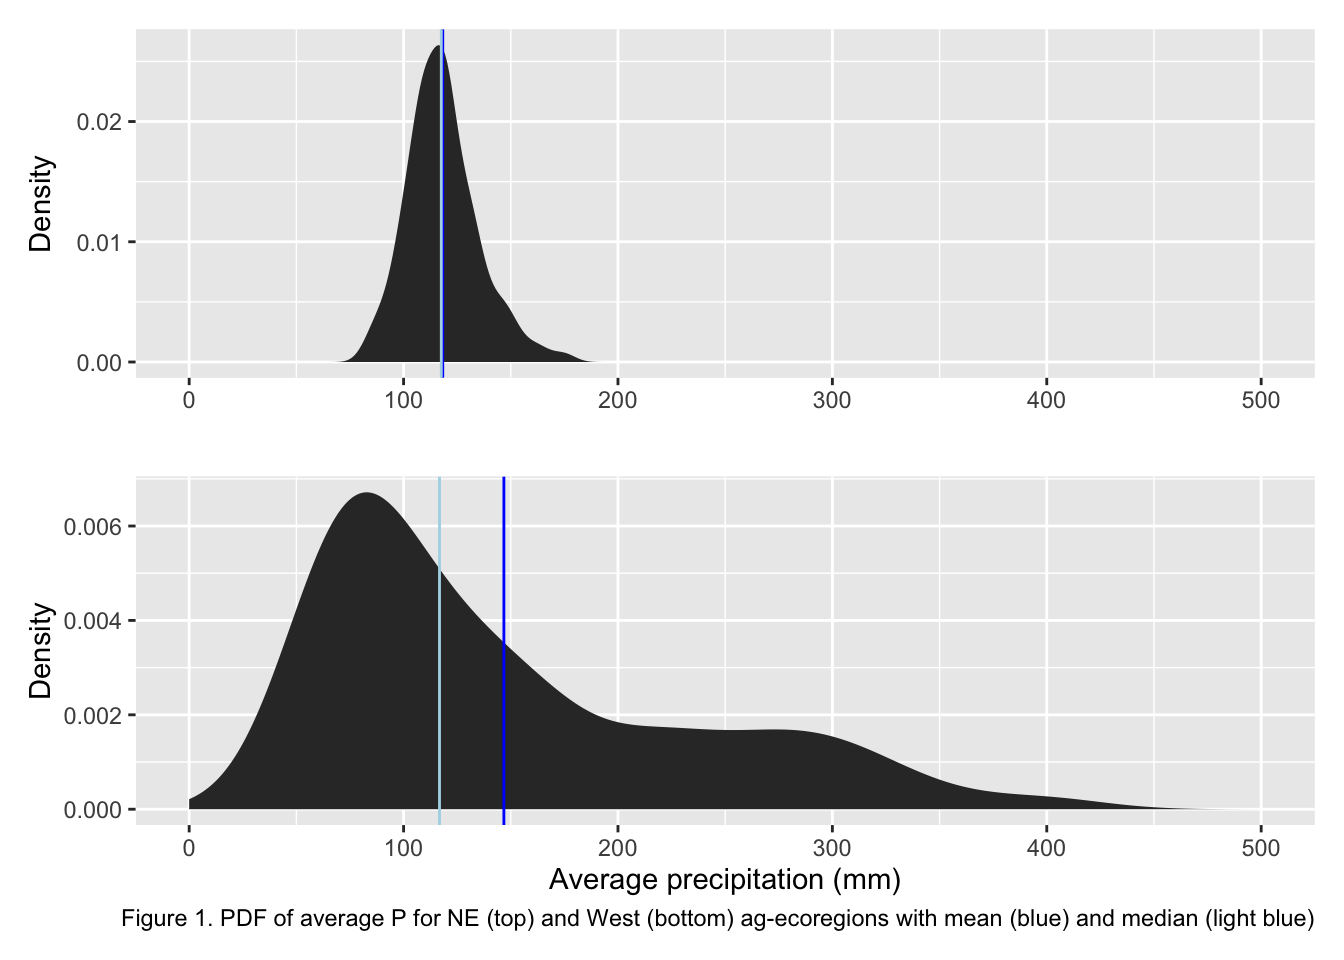 Density
0.02
0.01
0.00
0 100 200 300 400 500
Density
0.006
0.004
0.002
0.000
0 100 200 300 400 500
Average precipitation (mm)
Figure 1. PDF of average P for NE (top) and West (bottom) ag-ecoregions with mean (blue) and median (light blue)